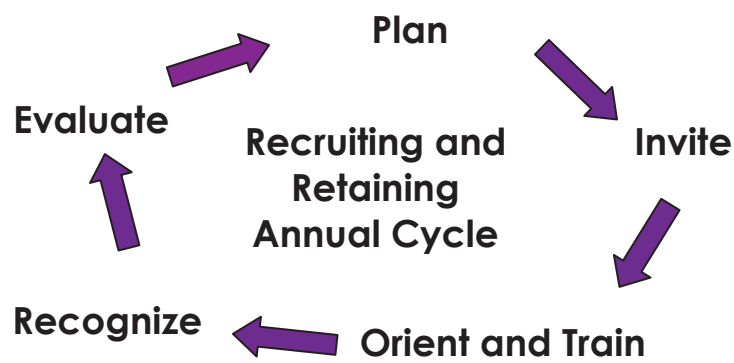 Plan
Evaluate
Invite
Recruiting and
Retaining
Annual Cycle
Recognize
Orient and Train